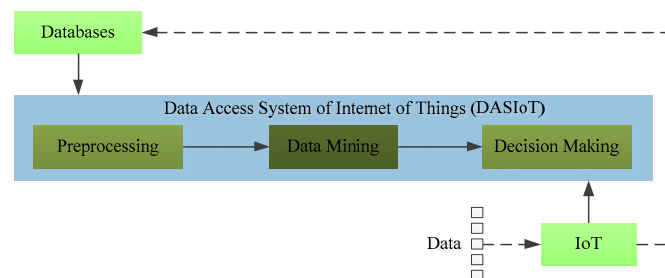 Databases
Data Access System of Internet of Things (DASIoT)
Preprocessing
Data Mining
Decision Making
Data
IoT